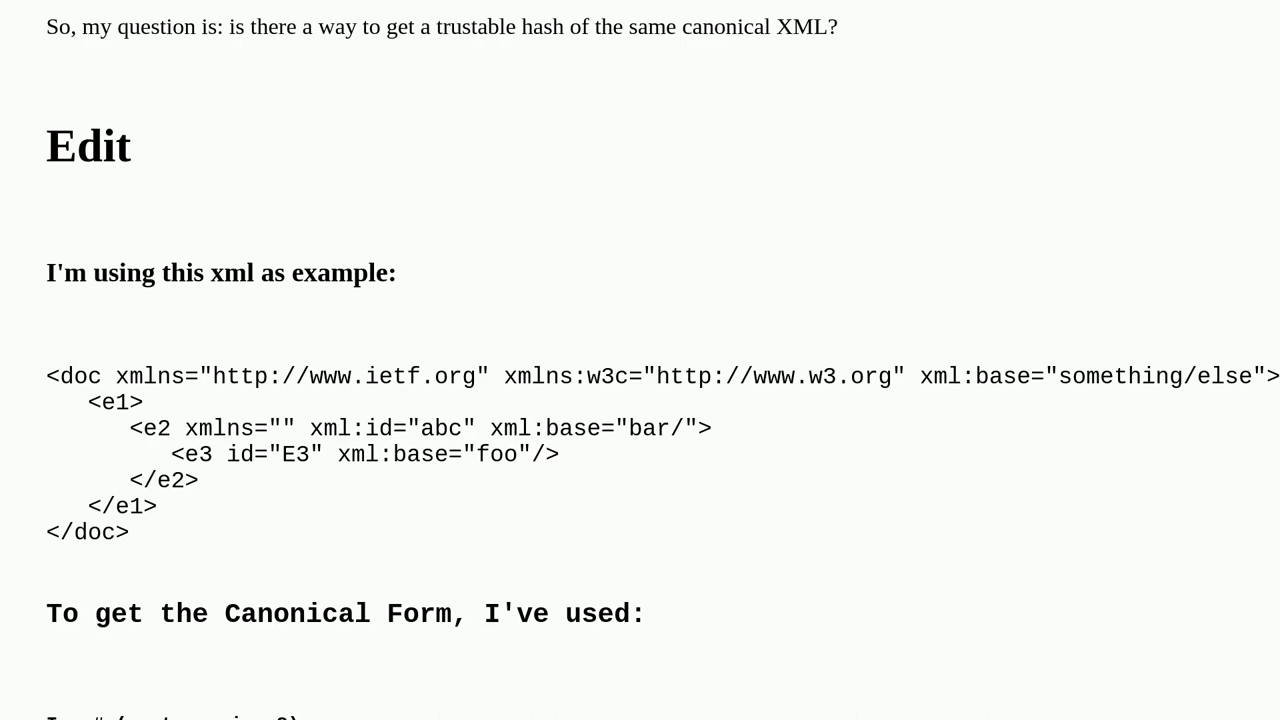 So, my question is: is there a way to get a trustable hash of the same canonical XML?
Edit
I'm using this xml as example:
<doc xmlns="http://www.ietf.org" xmlns:w3c="http://www.w3.org" xml:base="something/else">
   <e1>
      <e2 xmlns="" xml:id="abc" xml:base="bar/">
         <e3 id="E3" xml:base="foo"/>
      </e2>
   </e1>
</doc>
To get the Canonical Form, I've used: